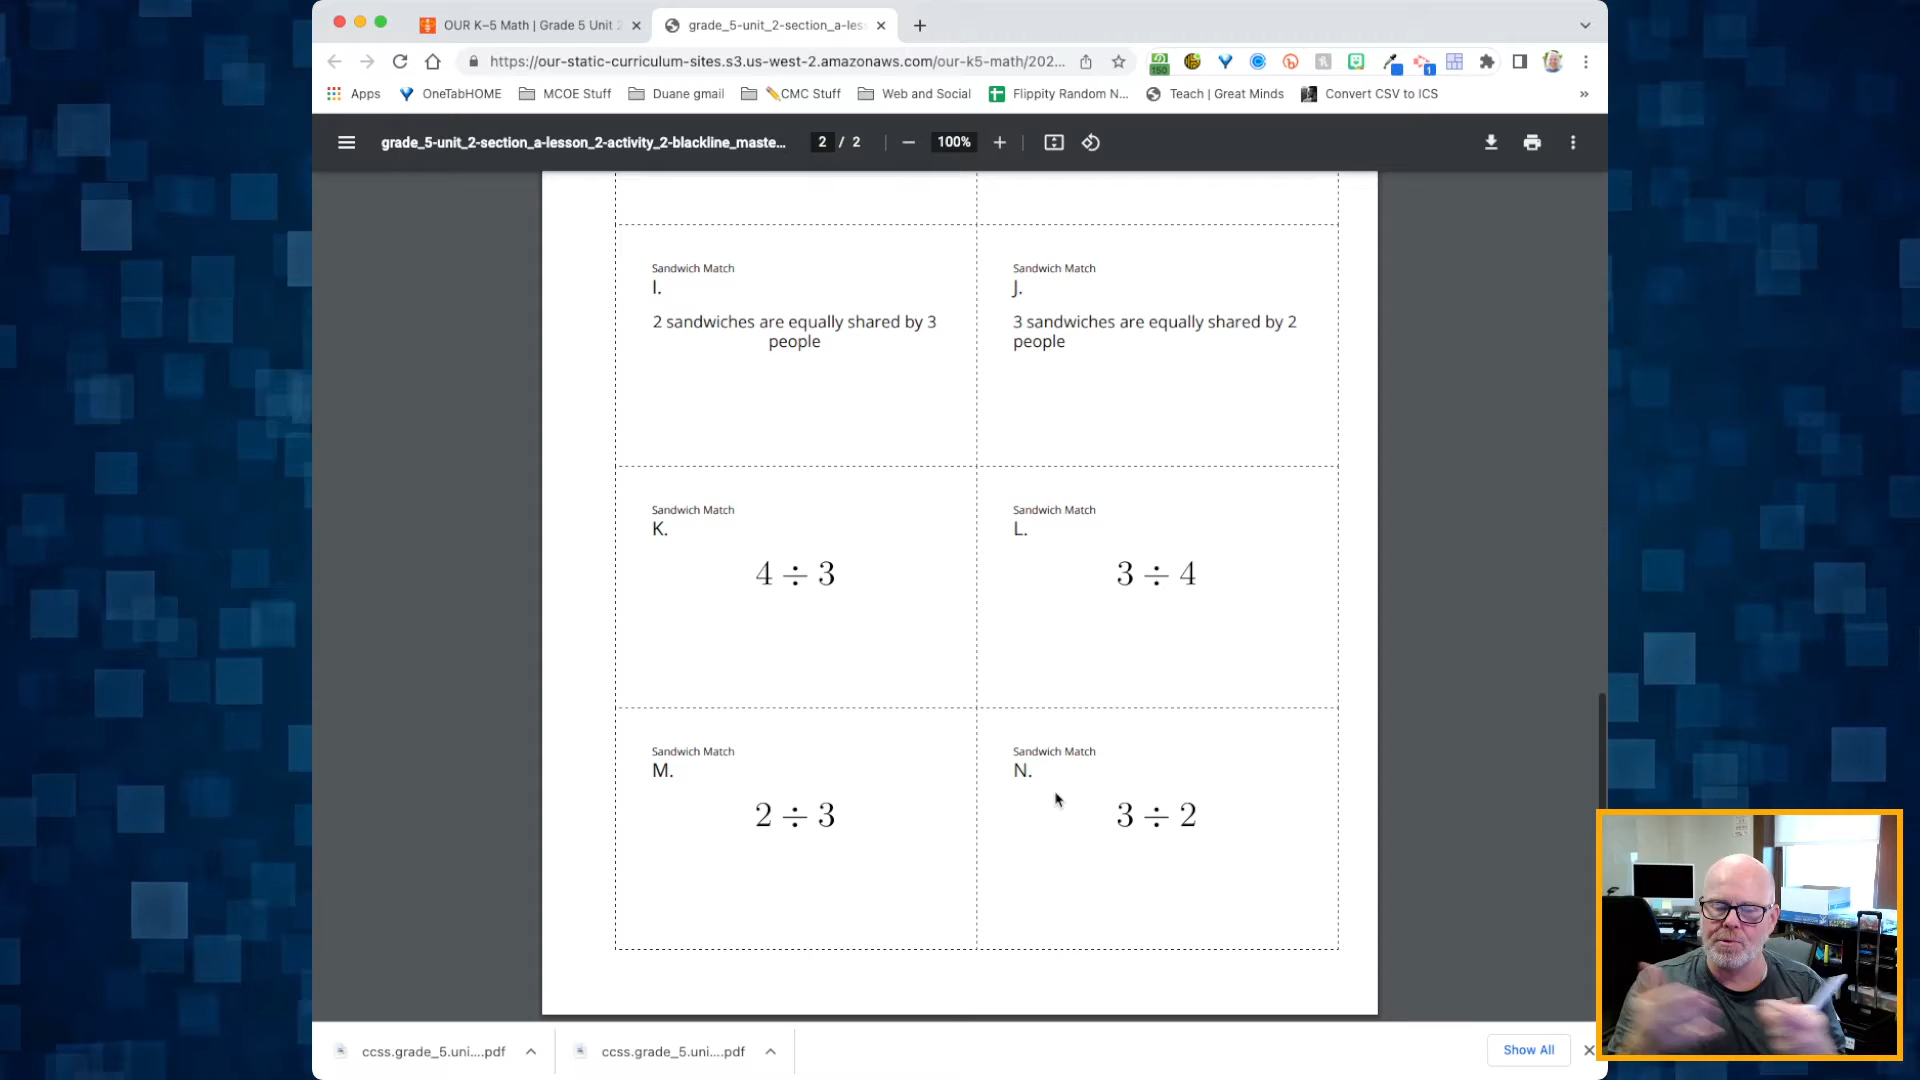 OUR K–5 Math | Grade 5 Unit 2
grade_5-unit_2-section_a-les
https://our-static-curriculum-sites.s3.us-west-2.amazonaws.com/our-k5-math/202...
150
1
Apps
OneTabHOME
MCOE Stuff
Duane gmail
CMC Stuff
Web and Social
Flippity Random N...
Teach | Great Minds
Convert CSV to ICS
»
grade_5-unit_2-section_a-lesson_2-activity_2-blackline_maste...
2 / 2
100%
Sandwich Match
I.
2 sandwiches are equally shared by 3
people
Sandwich Match
J.
3 sandwiches are equally shared by 2
people
Sandwich Match
K.
4 ÷ 3
Sandwich Match
L.
3 ÷ 4
Sandwich Match
M.
2 ÷ 3
Sandwich Match
N.
3 ÷ 2
ccss.grade_5.uni....pdf
ccss.grade_5.uni....pdf
Show All